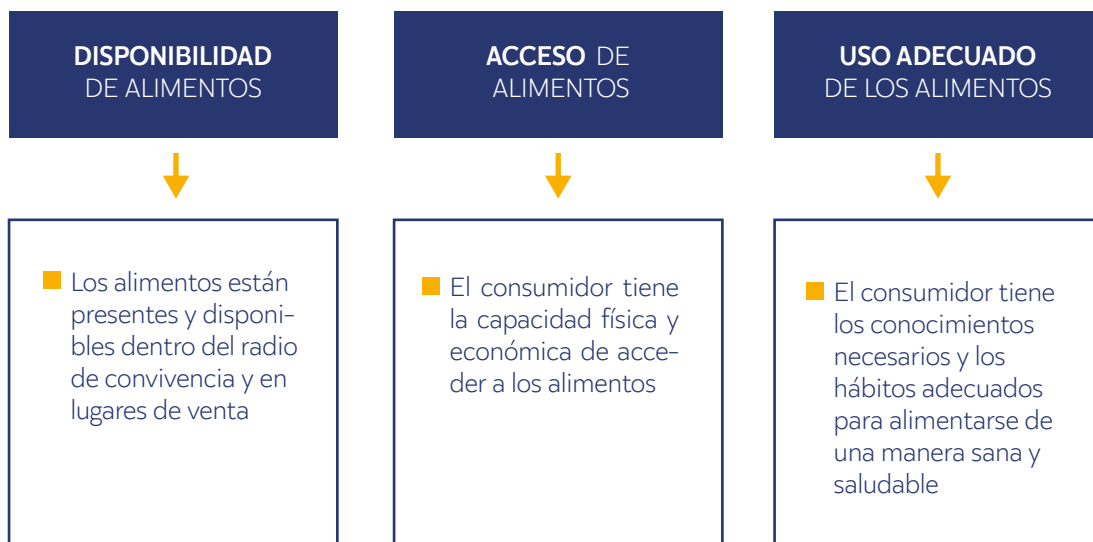 DISPONIBILIDAD
DE ALIMENTOS
Los alimentos están
presentes y disponi-
bles dentro del radio
de convivencia y en
lugares de venta
ACCESO DE
ALIMENTOS
El consumidor tiene
la capacidad física y
económica de acce-
der a los alimentos
USO ADECUADO
DE LOS ALIMENTOS
El consumidor tiene
los conocimientos
necesarios y los
hábitos adecuados
para alimentarse de
una manera sana y
saludable